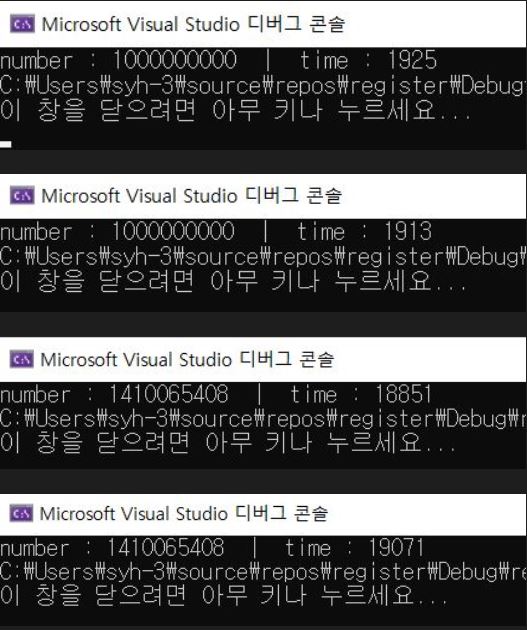 Microsoft Visual Studio 디버그 콘솔
number : 1000000000  |  time : 1925
C:₩Users₩syh-3₩source₩repos₩register₩Debug₩
이 창을 닫으려면 아무 키나 누르세요...
Microsoft Visual Studio 디버그 콘솔
number : 1000000000  |  time : 1913
C:₩Users₩syh-3₩source₩repos₩register₩Debug₩
이 창을 닫으려면 아무 키나 누르세요...
Microsoft Visual Studio 디버그 콘솔
number : 1410065408  |  time : 18851
C:₩Users₩syh-3₩source₩repos₩register₩Debug₩r
이 창을 닫으려면 아무 키나 누르세요...
Microsoft Visual Studio 디버그 콘솔
number : 1410065408  |  time : 19071
C:₩Users₩syh-3₩source₩repos₩register₩Debug₩re
이 창을 닫으려면 아무 키나 누르세요...